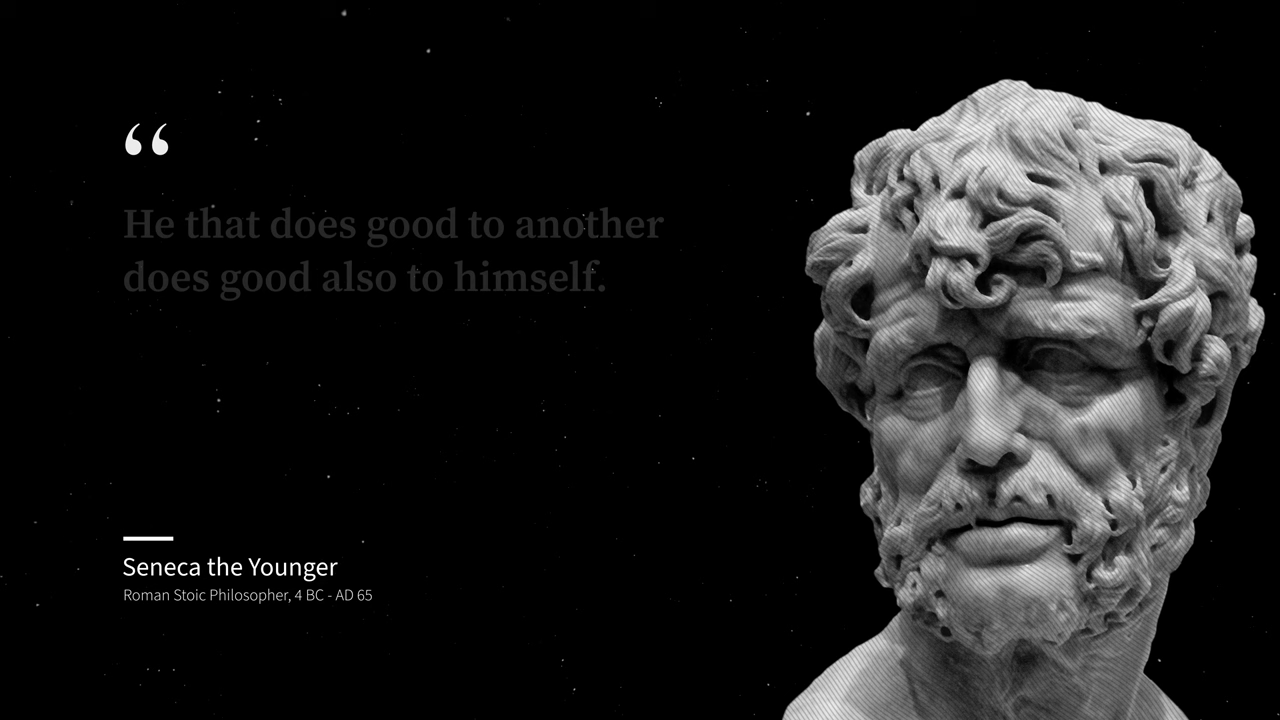 “
He that does good to another
does good also to himself.
Seneca the Younger
Roman Stoic Philosopher, 4 BC - AD 65